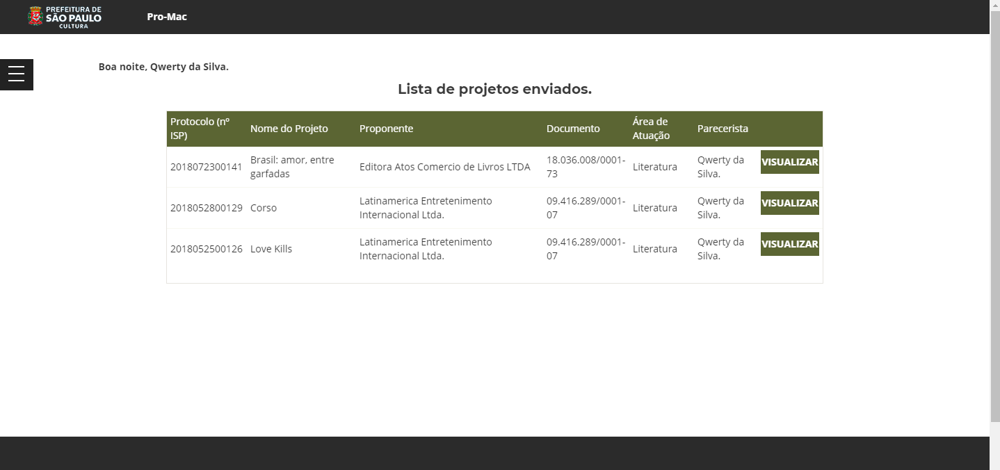 PREFEITURA DE
SÃO PAULO
CULTURA
Pro-Mac
Boa noite, Qwerty da Silva.
Lista de projetos enviados.
Protocolo (nº
ISP)
Nome do Projeto
Proponente
Documento
Área de
Atuação
Parecerista
2018072300141
Brasil: amor, entre
garfadas
Editora Atos Comercio de Livros LTDA
18.036.008/0001-
73
Literatura
Qwerty da
Silva.
VISUALIZAR
2018052800129
Corso
Latinamerica Entretenimento
Internacional Ltda.
09.416.289/0001-
07
Literatura
Qwerty da
Silva.
VISUALIZAR
2018052500126
Love Kills
Latinamerica Entretenimento
Internacional Ltda.
09.416.289/0001-
07
Literatura
Qwerty da
Silva.
VISUALIZAR